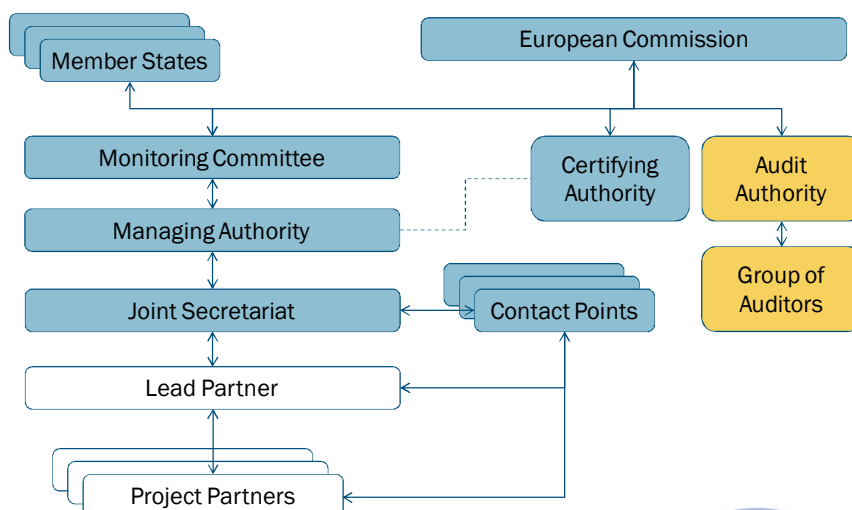 European Commission
Member States
Monitoring Committee
Certifying
Authority
Audit
Authority
Managing Authority
Joint Secretariat
Contact Points
Group of
Auditors
Lead Partner
Project Partners